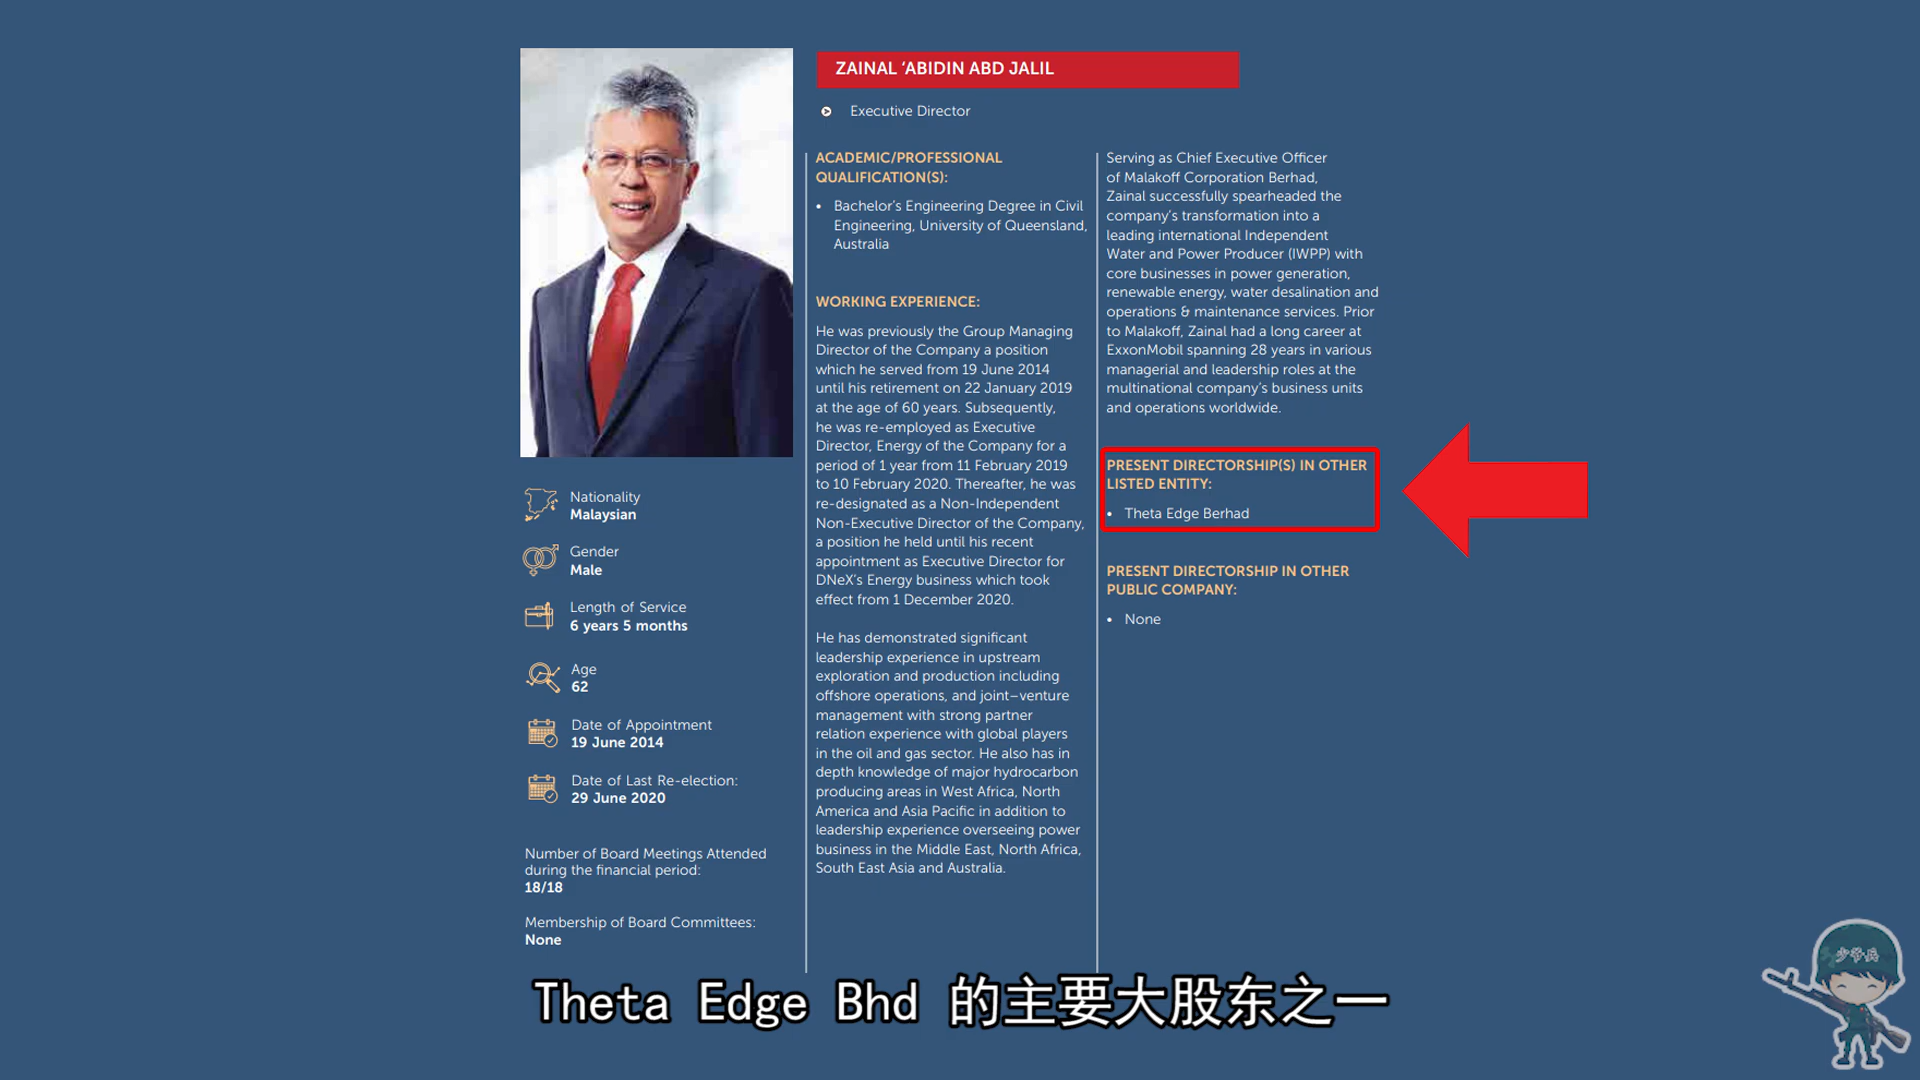 ZAINAL ‘ABIDIN ABD JALIL
Executive Director
ACADEMIC/PROFESSIONAL
QUALIFICATION(S):
• Bachelor’s Engineering Degree in Civil
Engineering, University of Queensland,
Australia
WORKING EXPERIENCE:
He was previously the Group Managing
Director of the Company a position
which he served from 19 June 2014
until his retirement on 22 January 2019
at the age of 60 years. Subsequently,
he was re-employed as Executive
Director, Energy of the Company for a
period of 1 year from 11 February 2019
to 10 February 2020. Thereafter, he was
re-designated as a Non-Independent
Non-Executive Director of the Company,
a position he held until his recent
appointment as Executive Director for
DNeX’s Energy business which took
effect from 1 December 2020.
He has demonstrated significant
leadership experience in upstream
exploration and production including
offshore operations, and joint–venture
management with strong partner
relation experience with global players
in the oil and gas sector. He also has in
depth knowledge of major hydrocarbon
producing areas in West Africa, North
America and Asia Pacific in addition to
leadership experience overseeing power
business in the Middle East, North Africa,
South East Asia and Australia.
Serving as Chief Executive Officer
of Malakoff Corporation Berhad,
Zainal successfully spearheaded the
company’s transformation into a
leading international Independent
Water and Power Producer (IWPP) with
core businesses in power generation,
renewable energy, water desalination and
operations & maintenance services. Prior
to Malakoff, Zainal had a long career at
ExxonMobil spanning 28 years in various
managerial and leadership roles at the
multinational company’s business units
and operations worldwide.
PRESENT DIRECTORSHIP(S) IN OTHER
LISTED ENTITY:
• Theta Edge Berhad
PRESENT DIRECTORSHIP IN OTHER
PUBLIC COMPANY:
• None
Nationality
Malaysian
Gender
Male
Length of Service
6 years 5 months
Age
62
Date of Appointment
19 June 2014
Date of Last Re-election:
29 June 2020
Number of Board Meetings Attended
during the financial period:
18/18
Membership of Board Committees:
None
Theta Edge Bhd 的主要大股东之一
少爷兵